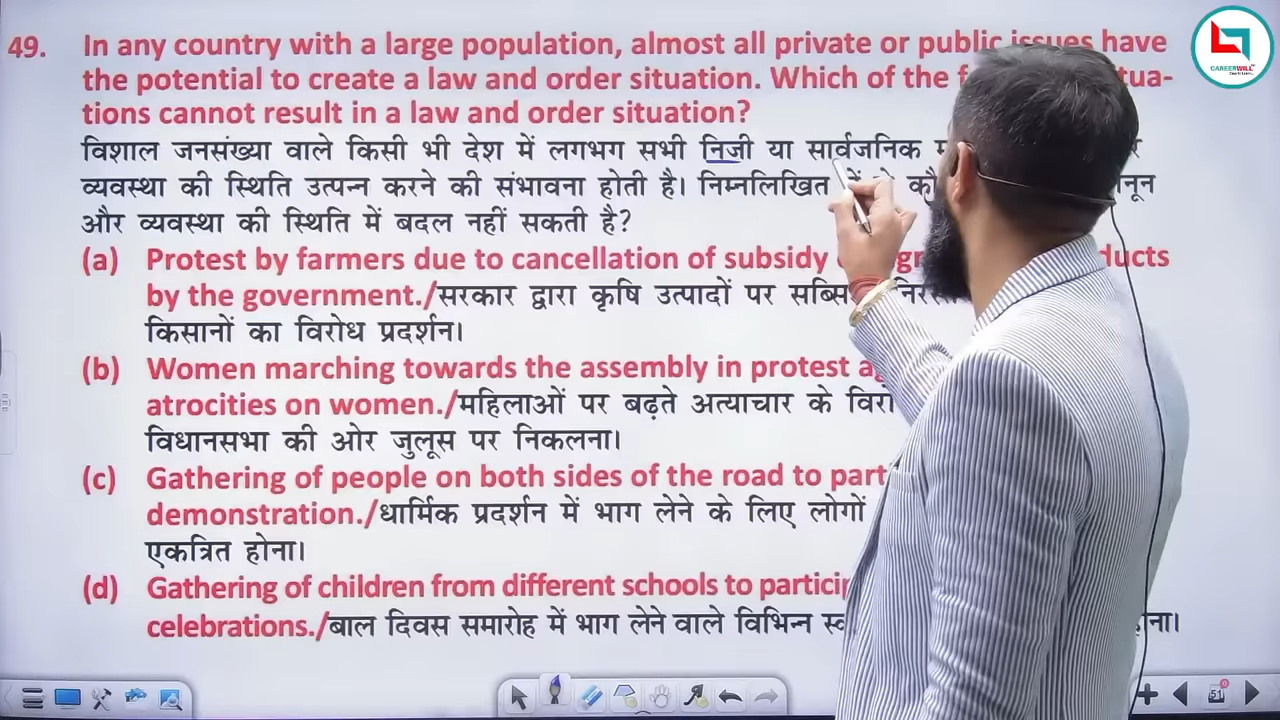 49. In any country with a large population, almost all private or public issues have
the potential to create a law and order situation. Which of the tua-
tions cannot result in a law and order situation?
विशाल जनसंख्या वाले किसी भी देश में लगभग सभी निजी या सार्वजनिक
व्यवस्था की स्थिति उत्पन्न करने की संभावना होती है। निम्नलिखित
और व्यवस्था की स्थिति में बदल नहीं सकती है?
(a) Protest by farmers due to cancellation of subsidy
by the government./सरकार द्वारा कृषि उत्पादों पर
किसानों का विरोध प्रदर्शन।
(b) Women marching towards the assembly in protest
atrocities on women./महिलाओं पर बढ़ते अत्याचार के
विधानसभा की ओर जुलूस पर निकलना।
(c) Gathering of people on both sides of the road to
demonstration./धार्मिक प्रदर्शन में भाग लेने के लिए लोगों
एकत्रित होना।
(d) Gathering of children from different schools to
celebrations./बाल दिवस समारोह में भाग लेने वाले विभिन्न
CAREERWILL
51